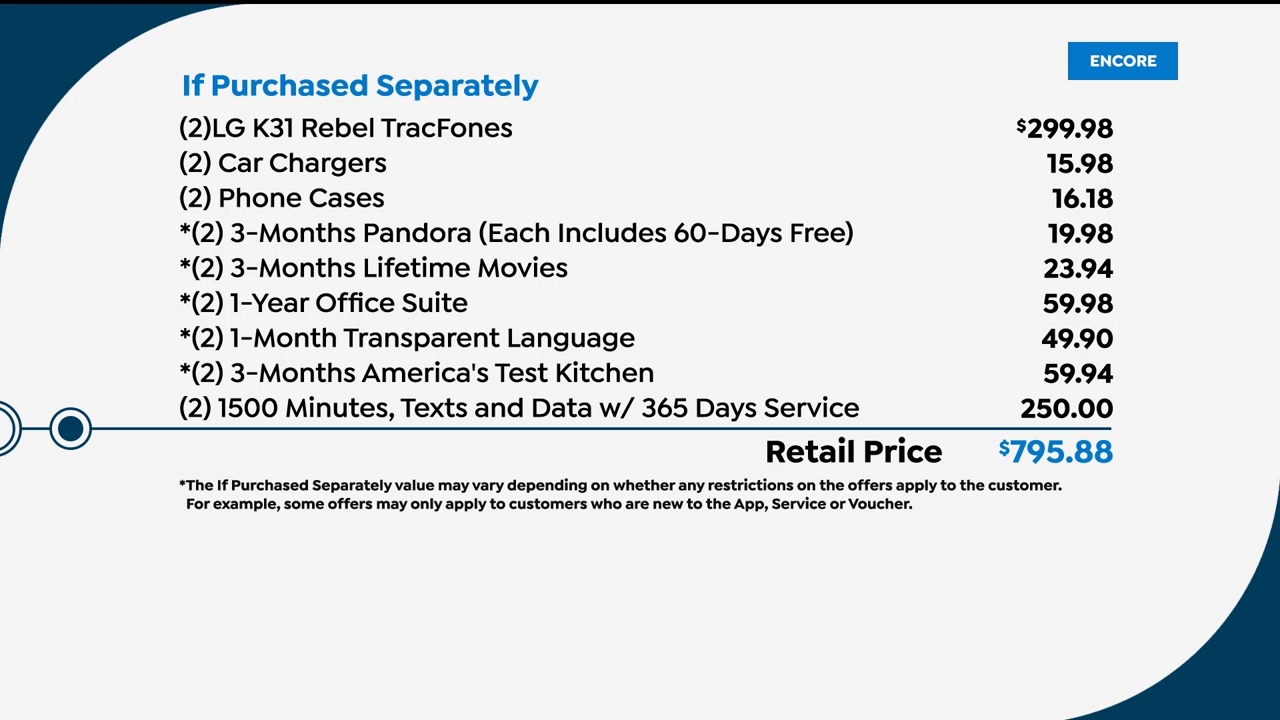 ENCORE
If Purchased Separately
(2)LG K31 Rebel TracFones $299.98
(2) Car Chargers 15.98
(2) Phone Cases 16.18
*(2) 3-Months Pandora (Each Includes 60-Days Free) 19.98
*(2) 3-Months Lifetime Movies 23.94
*(2) 1-Year Office Suite 59.98
*(2) 1-Month Transparent Language 49.90
*(2) 3-Months America's Test Kitchen 59.94
(2) 1500 Minutes, Texts and Data w/ 365 Days Service 250.00
Retail Price $795.88
*The If Purchased Separately value may vary depending on whether any restrictions on the offers apply to the customer.
For example, some offers may only apply to customers who are new to the App, Service or Voucher.